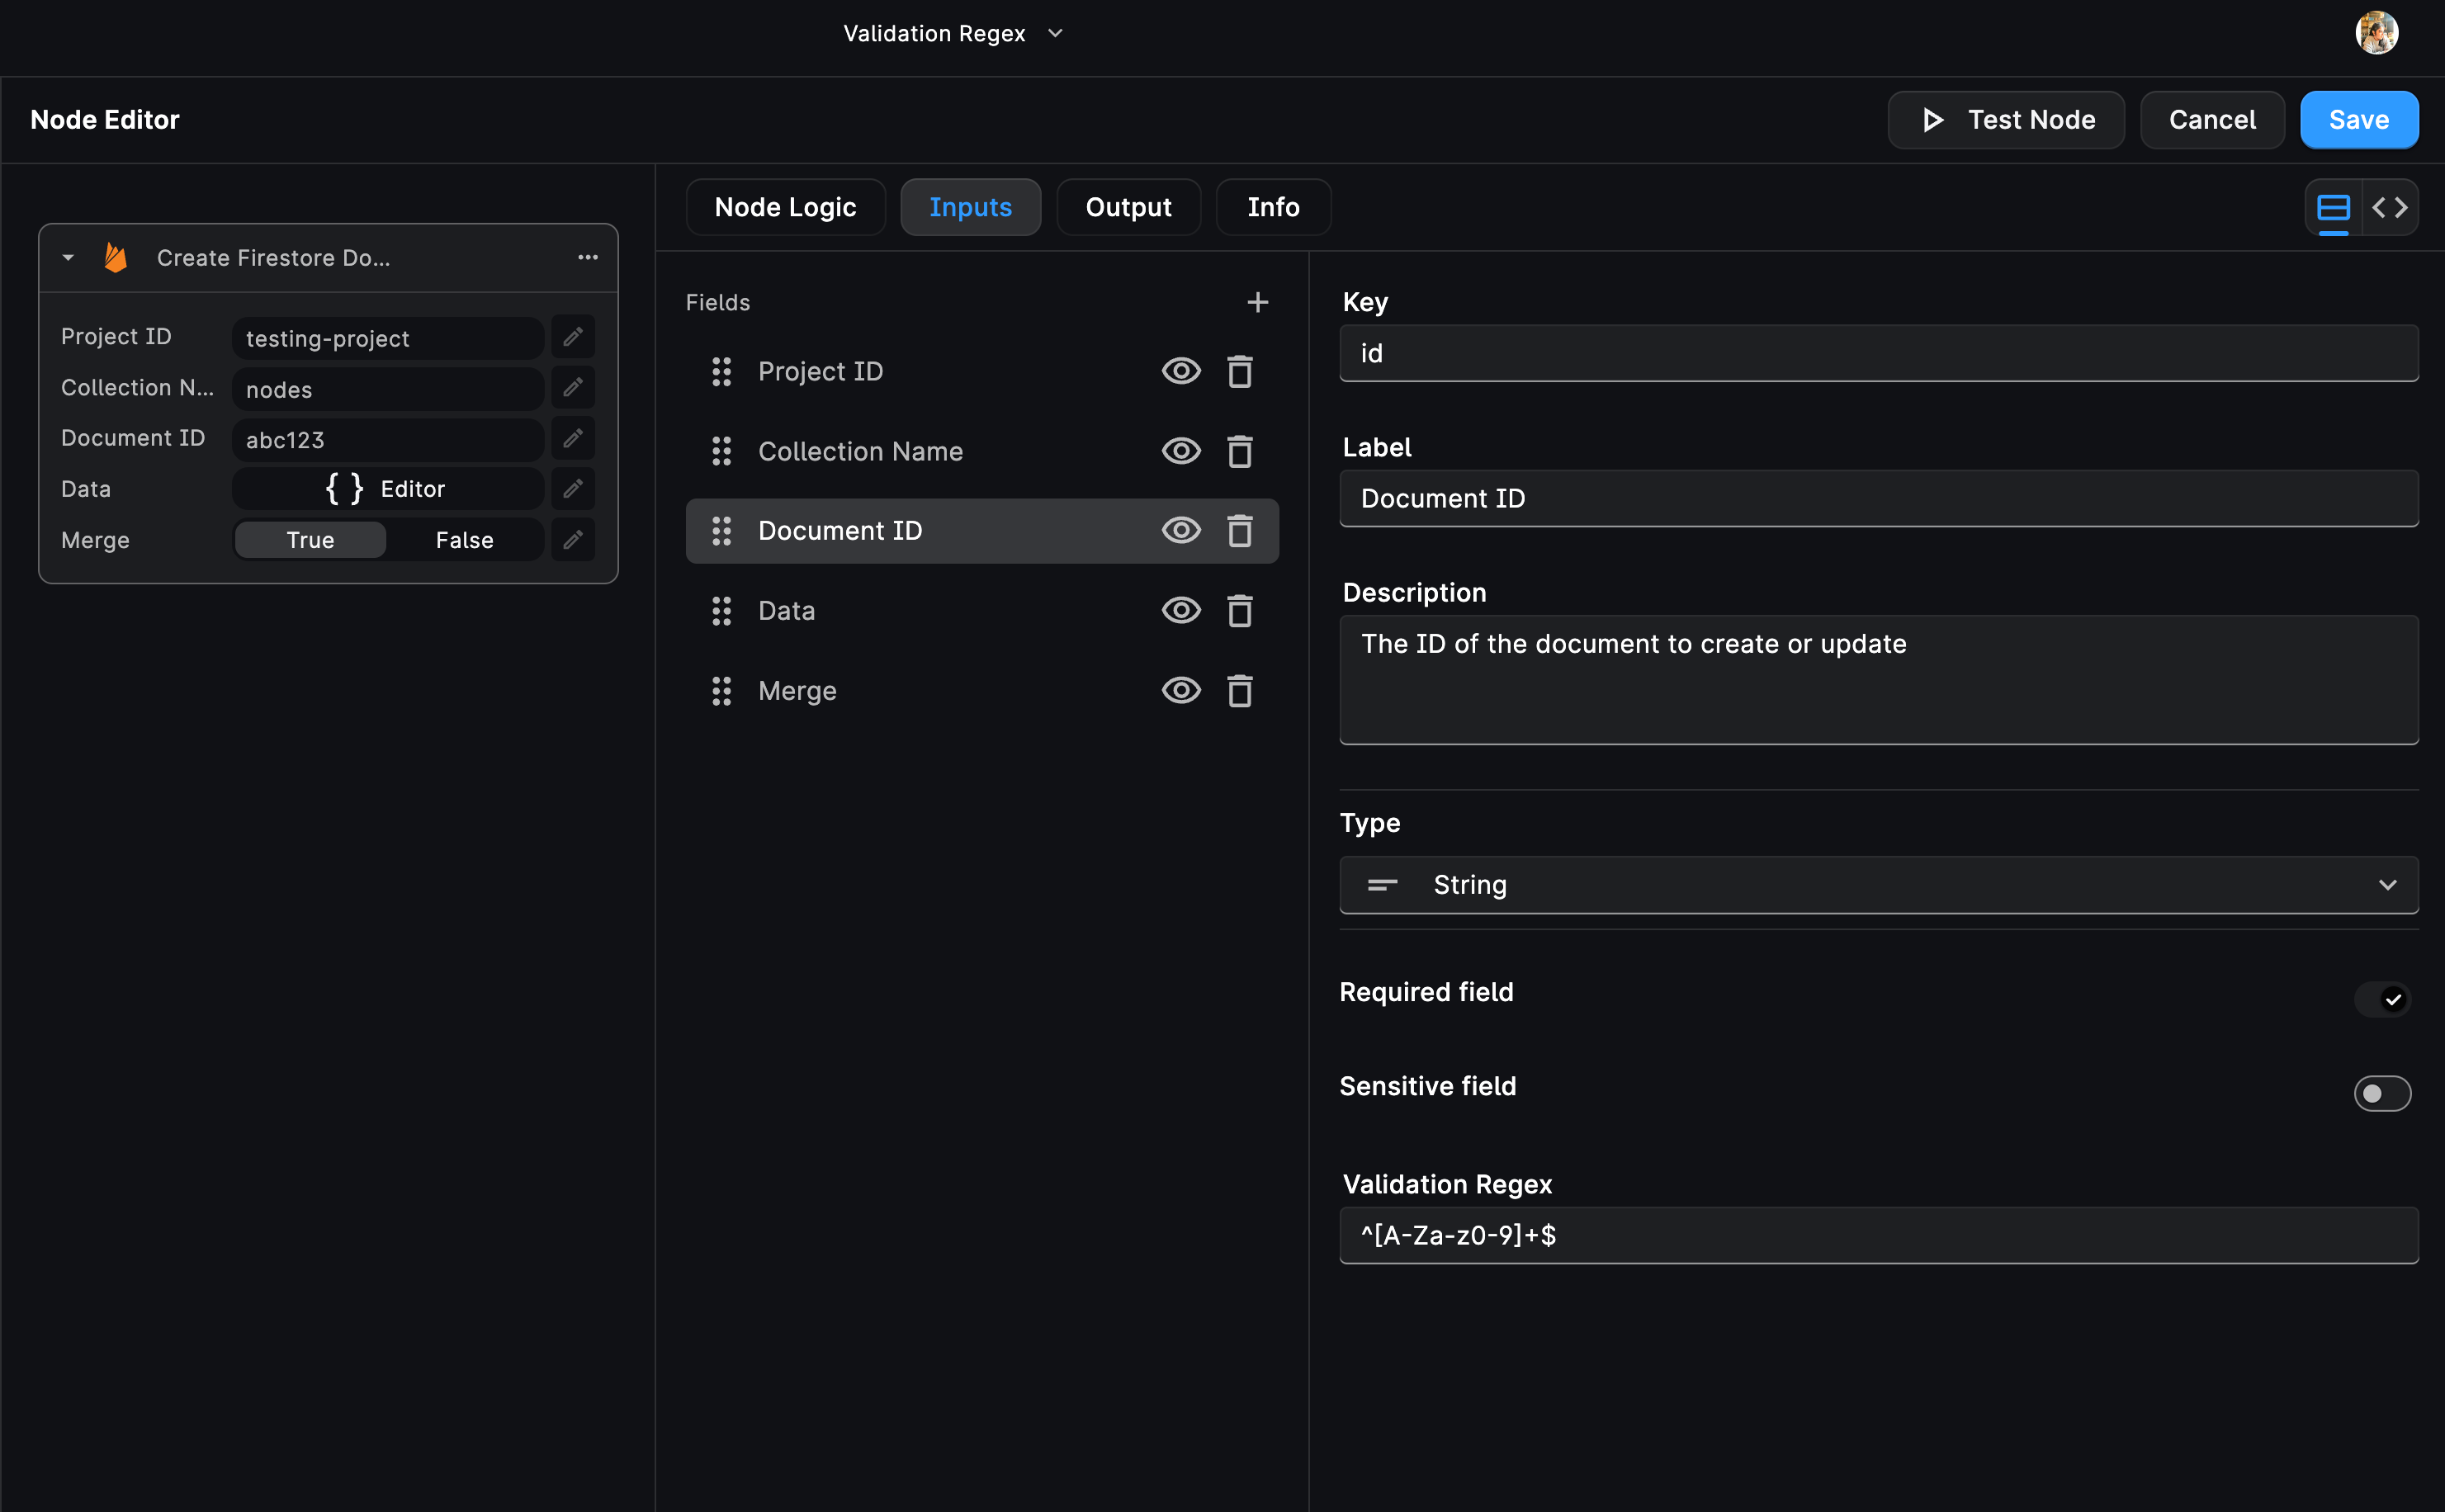 Validation Regex
Node Editor
Test Node
Cancel
Save
Create Firestore Do...
Project ID
testing-project
Collection N...
nodes
Document ID
abc123
Data
{ } Editor
Merge
True
False
Node Logic
Inputs
Output
Info
Fields
Project ID
Collection Name
Document ID
Data
Merge
Key
id
Label
Document ID
Description
The ID of the document to create or update
Type
String
Required field
Sensitive field
Validation Regex
^[A-Za-z0-9]+$